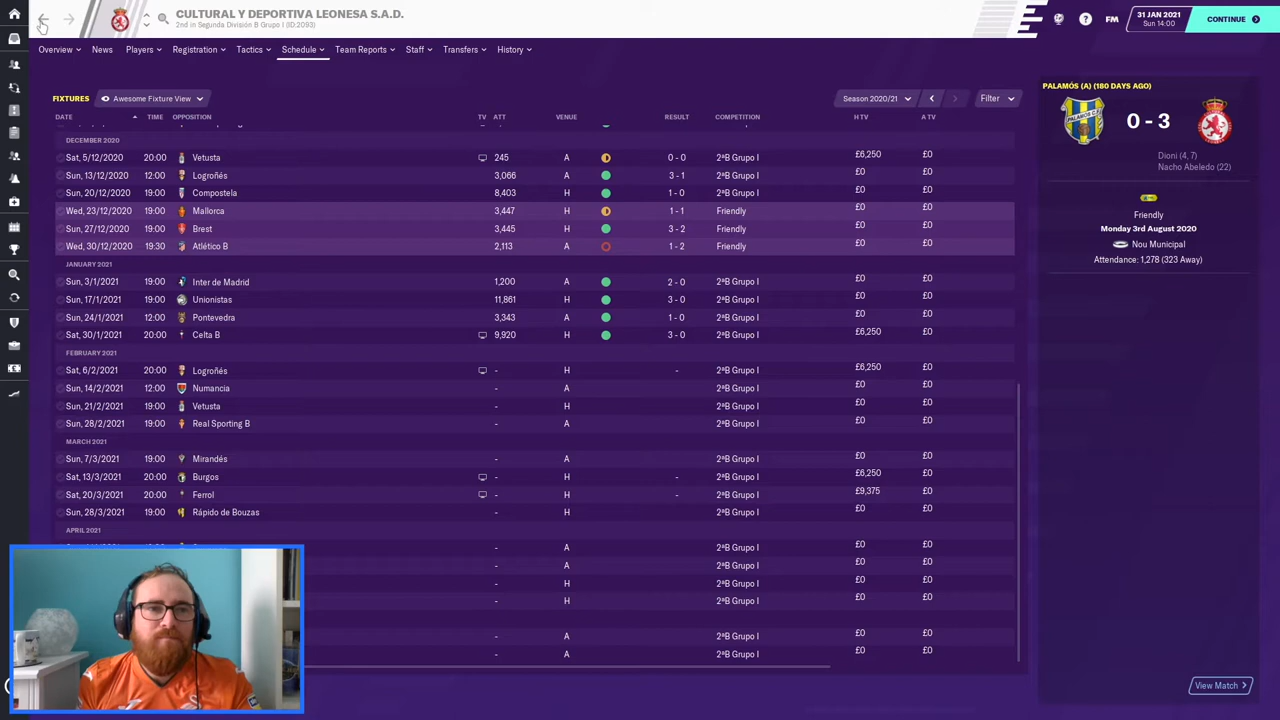 CULTURAL Y DEPORTIVA LEONESA S.A.D.
2nd in Segunda División B Grupo I (ID:2093)
FM
31 JAN 2021
Sun 14:00
CONTINUE
Overview News Players Registration Tactics Schedule Team Reports Staff Transfers History
FIXTURES Awesome Fixture View Season 2020/21 Filter
DATE TIME OPPOSITION TV ATT VENUE RESULT COMPETITION H TV A TV
DECEMBER 2020
Sat, 5/12/2020 20:00 Vetusta 245 A 0 - 0 2ªB Grupo I £6,250 £0
Sun, 13/12/2020 12:00 Logroñés 3,066 A 3 - 1 2ªB Grupo I £0 £0
Sun, 20/12/2020 19:00 Compostela 8,403 H 1 - 0 2ªB Grupo I £0 £0
Wed, 23/12/2020 19:00 Mallorca 3,447 H 1 - 1 Friendly £0 £0
Sun, 27/12/2020 19:00 Brest 3,445 H 3 - 2 Friendly £0 £0
Wed, 30/12/2020 19:30 Atlético B 2,113 A 1 - 2 Friendly £0 £0
JANUARY 2021
Sun, 3/1/2021 19:00 Inter de Madrid 1,200 A 2 - 0 2ªB Grupo I £0 £0
Sun, 17/1/2021 19:00 Unionistas 11,861 H 3 - 0 2ªB Grupo I £0 £0
Sun, 24/1/2021 12:00 Pontevedra 3,343 A 1 - 0 2ªB Grupo I £0 £0
Sat, 30/1/2021 20:00 Celta B 9,920 H 3 - 0 2ªB Grupo I £6,250 £0
FEBRUARY 2021
Sat, 6/2/2021 20:00 Logroñés - H - 2ªB Grupo I £6,250 £0
Sun, 14/2/2021 12:00 Numancia - A 2ªB Grupo I £0 £0
Sun, 21/2/2021 19:00 Vetusta - H 2ªB Grupo I £0 £0
Sun, 28/2/2021 19:00 Real Sporting B - A 2ªB Grupo I £0 £0
MARCH 2021
Sun, 7/3/2021 19:00 Mirandés - A 2ªB Grupo I £0 £0
Sat, 13/3/2021 20:00 Burgos - H - 2ªB Grupo I £6,250 £0
Sat, 20/3/2021 20:00 Ferrol - H - 2ªB Grupo I £9,375 £0
Sun, 28/3/2021 19:00 Rápido de Bouzas - H 2ªB Grupo I £0 £0
APRIL 2021
- A 2ªB Grupo I £0 £0
- A 2ªB Grupo I £0 £0
- H 2ªB Grupo I £0 £0
- H 2ªB Grupo I £0 £0
- A 2ªB Grupo I £0 £0
- A 2ªB Grupo I £0 £0
PALAMÓS (A) (180 DAYS AGO)
0 - 3
Dioni (4, 7)
Nacho Abeledo (22)
Friendly
Monday 3rd August 2020
Nou Municipal
Attendance: 1,278 (323 Away)
View Match